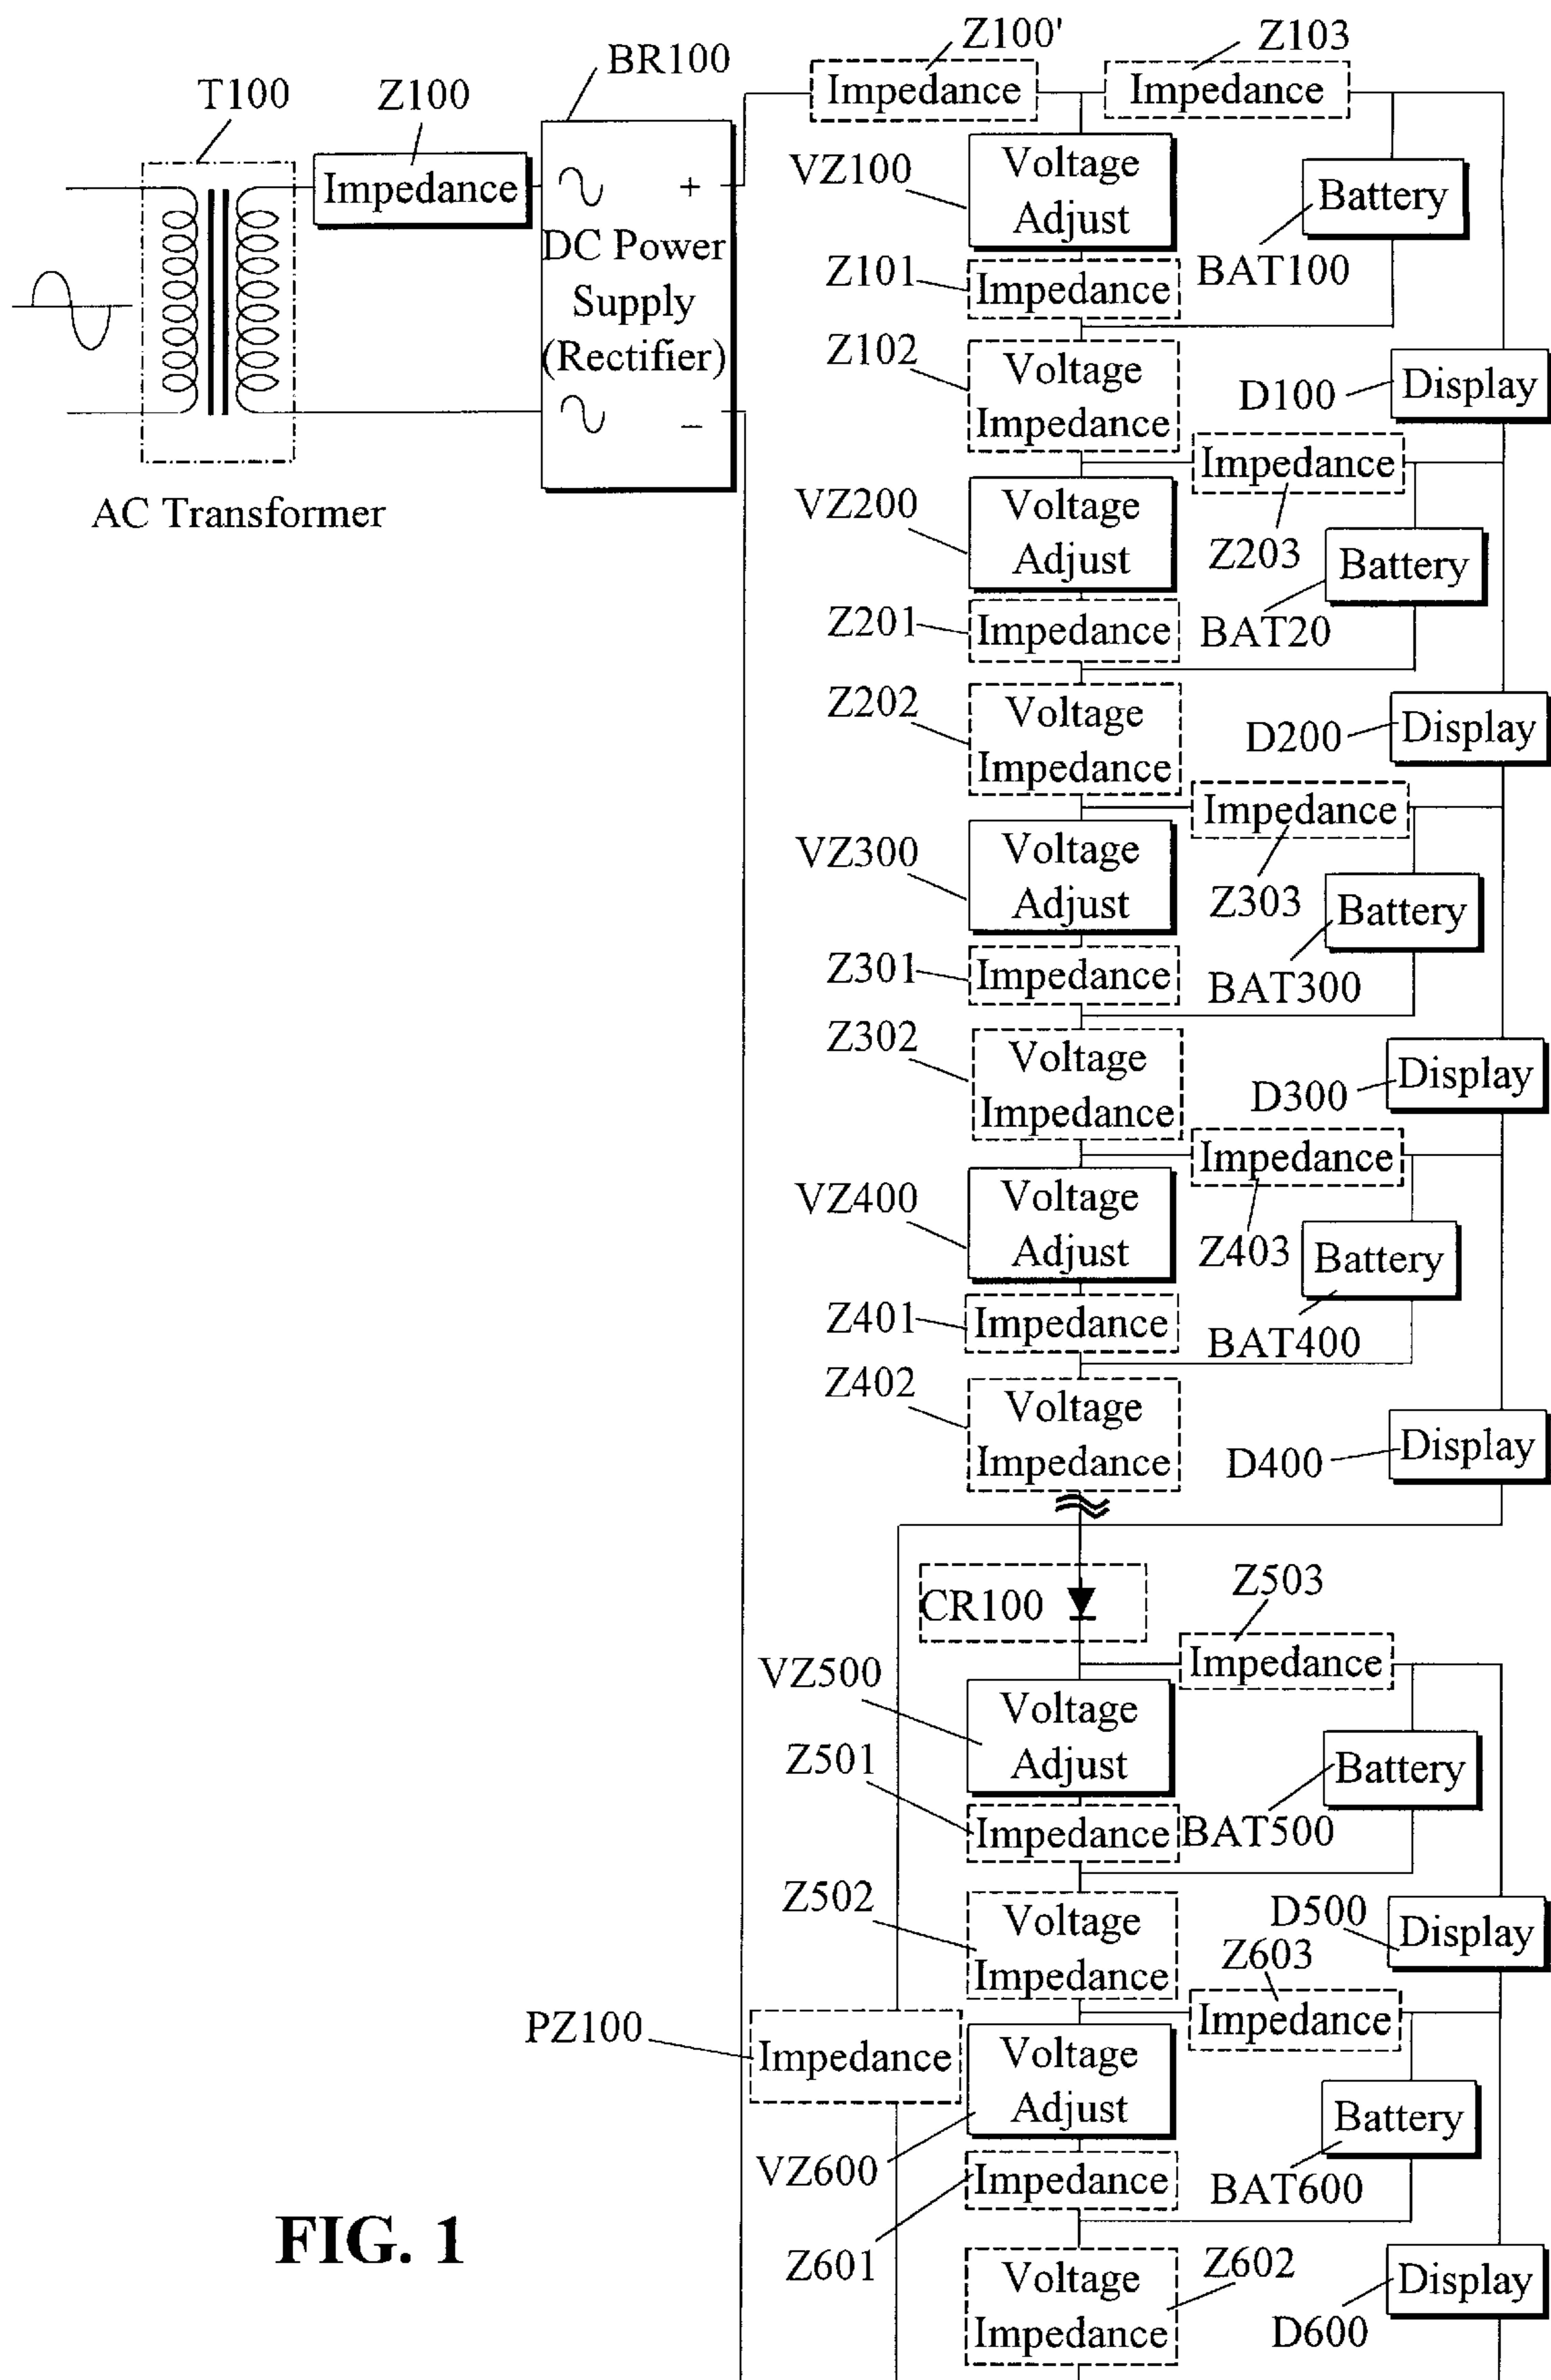 Z100'
Z103
BR100
T100
Z100
Impedance
Impedance
VZ100
Voltage
Adjust
Battery
Impedance
+
DC Power
Supply
(Rectifier)
–
Z101
Impedance
BAT100
Z102
Voltage
Impedance
D100
Display
AC Transformer
Impedance
VZ200
Voltage
Adjust
Z203
Battery
Z201
Impedance
BAT20
Z202
Voltage
Impedance
D200
Display
Impedance
VZ300
Voltage
Adjust
Z303
Battery
Z301
Impedance
BAT300
Z302
Voltage
Impedance
D300
Display
Impedance
VZ400
Voltage
Adjust
Z403
Battery
Z401
Impedance
BAT400
Z402
Voltage
Impedance
D400
Display
CR100
Z503
Impedance
VZ500
Voltage
Adjust
Battery
Z501
Impedance
BAT500
Z502
Voltage
Impedance
D500
Display
Z603
Impedance
PZ100
Impedance
Voltage
Adjust
Battery
VZ600
Impedance
BAT600
Z601
Z602
Voltage
Impedance
Display
D600
FIG. 1